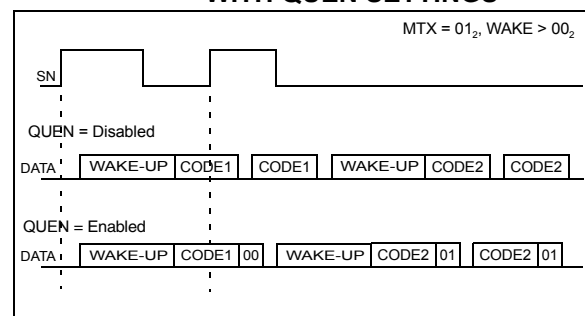 WITH QUEN SETTINGS
MTX = 01₂, WAKE > 00₂
SN
QUEN = Disabled
DATA WAKE-UP CODE1 CODE1 WAKE-UP CODE2 CODE2
QUEN = Enabled
DATA WAKE-UP CODE1 00 WAKE-UP CODE2 01 CODE2 01